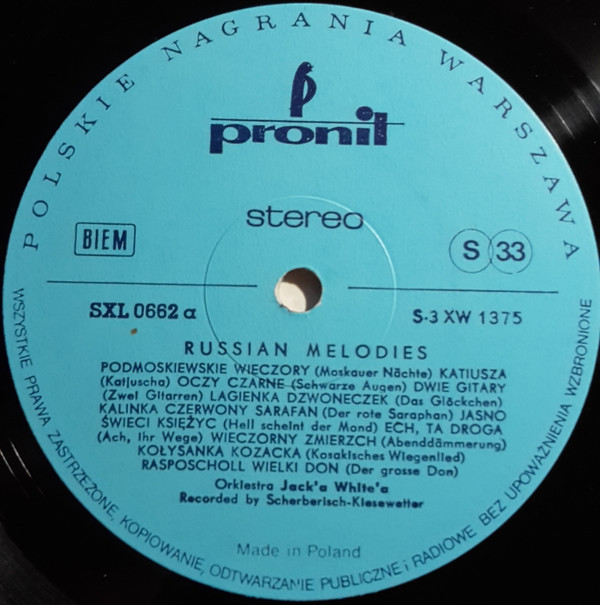 POLSKIE NAGRANIA WARSZAWA
pronit
stereo
BIEM
S 33
SXL 0662 a
S-3 XW 1375
RUSSIAN MELODIES
PODMOSKIEWSKIE WIECZORY (Moskauer Nächte) KATIUSZA
(Katjuscha) OCZY CZARNE (Schwarze Augen) DWIE GITARY
(Zwei Gitarren) LAGIENKA DZWONECZEK (Das Glöckchen)
KALINKA CZERWONY SARAFAN (Der rote Saraphan) JASNO
ŚWIECI KSIĘŻYC (Hell scheint der Mond) ECH, TA DROGA
(Ach, ihr Wege) WIECZORNY ZMIERZCH (Abenddämmerung)
KOŁYSANKA KOZACKA (Kosakisches Wiegenlied)
RASPOSCHOLL WIELKI DON (Der grosse Don)
Orkiestra Jack'a White'a
Recorded by Scherberisch-Kiesewetter
Made in Poland
WSZYSTKIE PRAWA ZASTRZEŻONE, KOPIOWANIE, ODTWARZANIE PUBLICZNE i RADIOWE BEZ UPOWAŻNIENIA WZBRONIONE